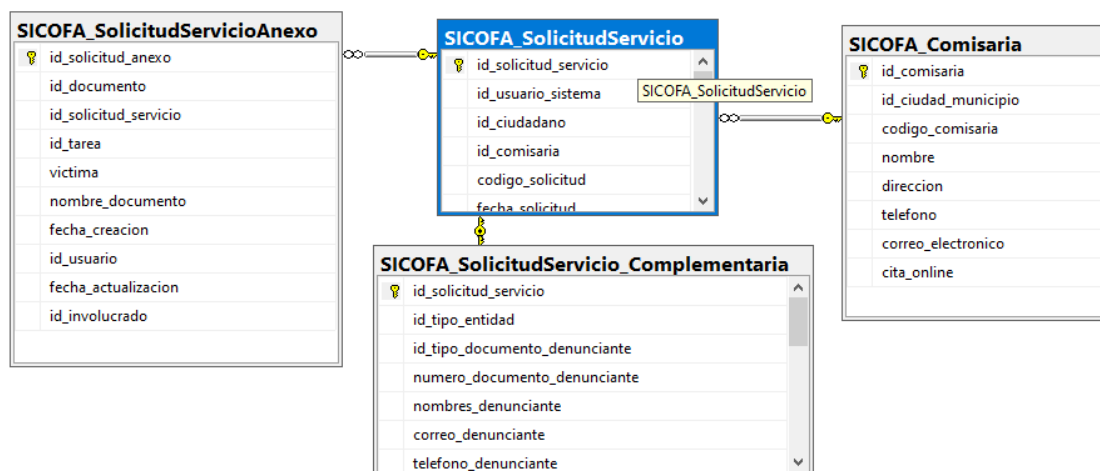 SICOFA_SolicitudServicioAnexo
id_solicitud_anexo
id_documento
id_solicitud_servicio
id_tarea
victima
nombre_documento
fecha_creacion
id_usuario
fecha_actualizacion
id_involucrado
SICOFA_SolicitudServicio
id_solicitud_servicio
id_usuario_sistema
SICOFA_SolicitudServicio
id_ciudadano
id_comisaria
codigo_solicitud
fecha_solicitud
SICOFA_Comisaria
id_comisaria
id_ciudad_municipio
codigo_comisaria
nombre
direccion
telefono
correo_electronico
cita_online
SICOFA_SolicitudServicio_Complementaria
id_solicitud_servicio
id_tipo_entidad
id_tipo_documento_denunciante
numero_documento_denunciante
nombres_denunciante
correo_denunciante
telefono_denunciante